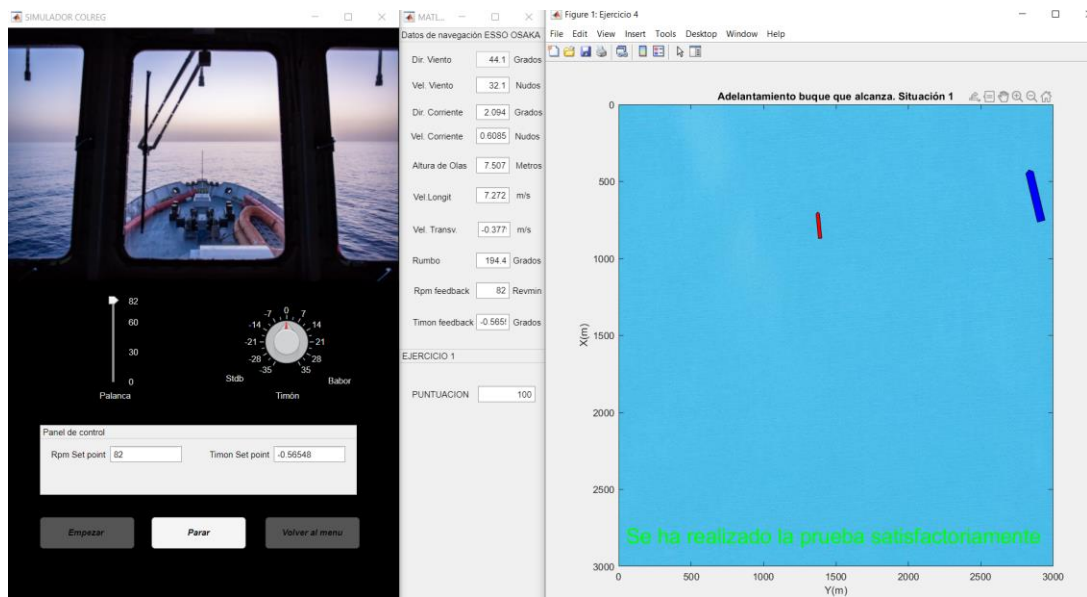 SIMULADOR COLREG
82
60
30
0
Palanca
0
-7 7
-14 14
-21 21
-28 28
-35 35
Stdb Babor
Timón
Panel de control
Rpm Set point 82 Timon Set point -0.56548
Empezar Parar Volver al menu
MATL...
Datos de navegación ESSO OSAKA
Dir. Viento 44.1 Grados
Vel. Viento 32.1 Nudos
Dir. Corriente 2.094 Grados
Vel. Corriente 0.6085 Nudos
Altura de Olas 7.507 Metros
Vel.Longit 7.272 m/s
Vel. Transv. -0.377 m/s
Rumbo 194.4 Grados
Rpm feedback 82 Revmin
Timon feedback -0.565 Grados
EJERCICIO 1
PUNTUACION 100
Figure 1: Ejercicio 4
File Edit View Insert Tools Desktop Window Help
Adelantamiento buque que alcanza. Situación 1
0
500
1000
1500
2000
2500
3000
X(m)
Se ha realizado la prueba satisfactoriamente
0 500 1000 1500 2000 2500 3000
Y(m)